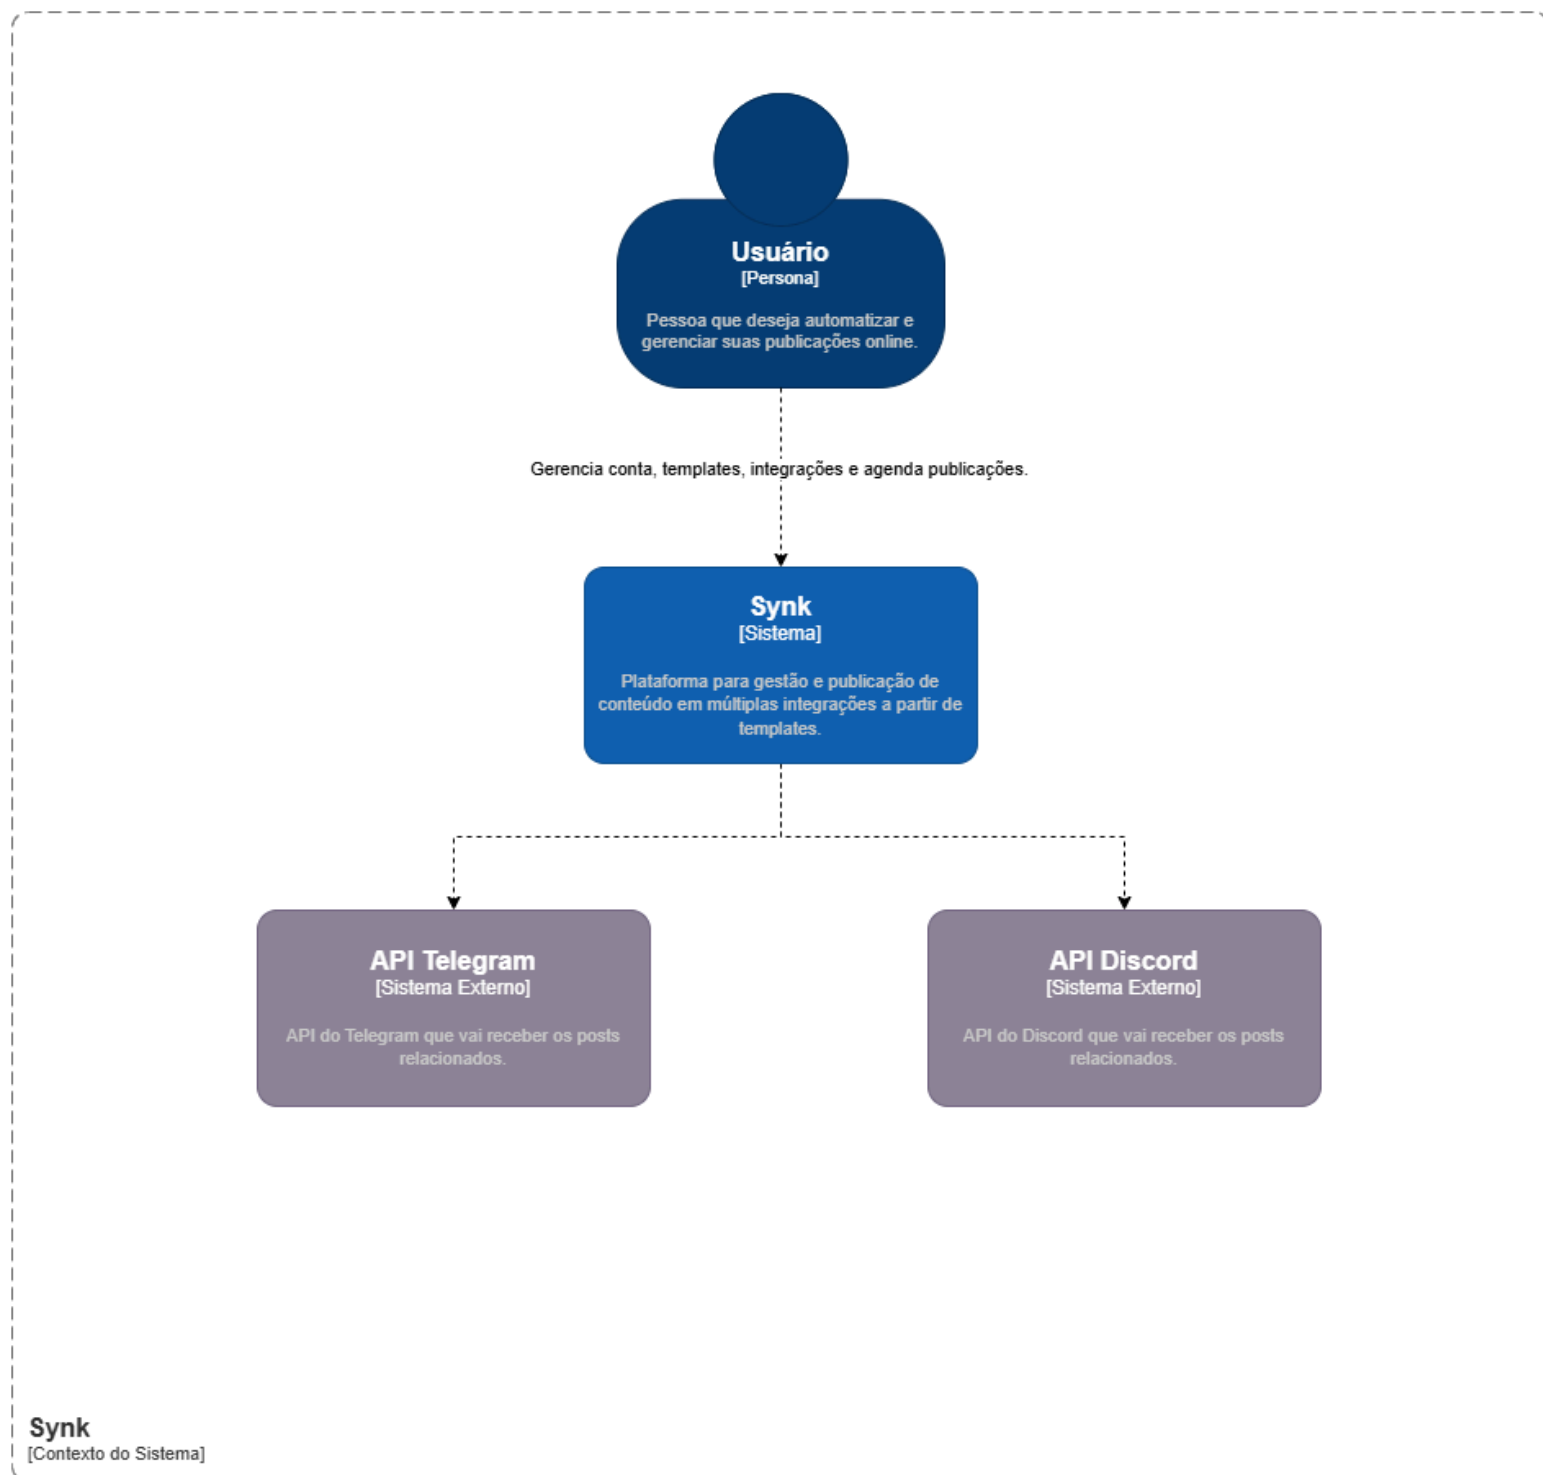 Usuário
[Persona]
Pessoa que deseja automatizar e
gerenciar suas publicações online.
Gerencia conta, templates, integrações e agenda publicações.
Synk
[Sistema]
Plataforma para gestão e publicação de
conteúdo em múltiplas integrações a partir de
templates.
API Telegram
[Sistema Externo]
API do Telegram que vai receber os posts
relacionados.
API Discord
[Sistema Externo]
API do Discord que vai receber os posts
relacionados.
Synk
[Contexto do Sistema]